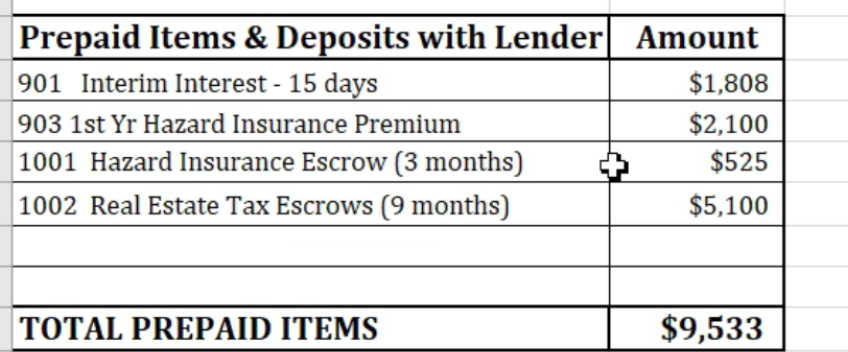 Prepaid Items & Deposits with Lender Amount
901 Interim Interest - 15 days $1,808
903 1st Yr Hazard Insurance Premium $2,100
1001 Hazard Insurance Escrow (3 months) $525
1002 Real Estate Tax Escrows (9 months) $5,100
TOTAL PREPAID ITEMS $9,533